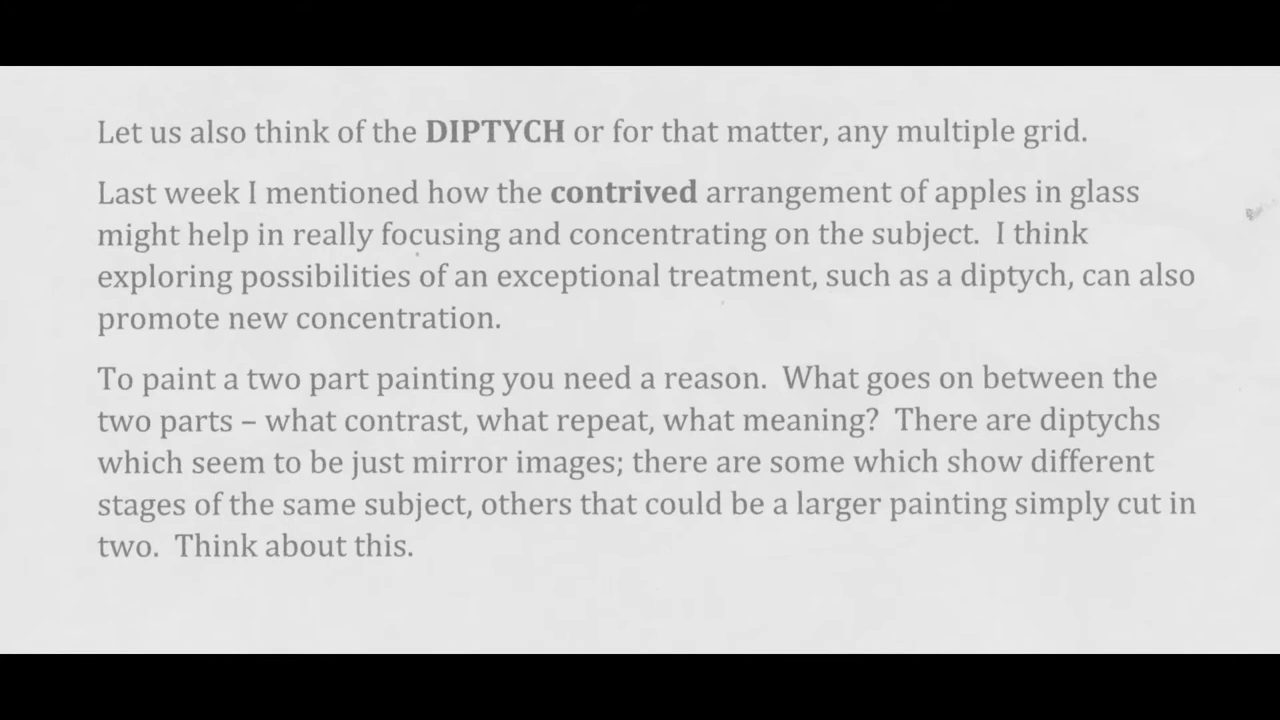 Let us also think of the DIPTYCH or for that matter, any multiple grid.
Last week I mentioned how the contrived arrangement of apples in glass
might help in really focusing and concentrating on the subject.  I think
exploring possibilities of an exceptional treatment, such as a diptych, can also
promote new concentration.
To paint a two part painting you need a reason.  What goes on between the
two parts – what contrast, what repeat, what meaning?  There are diptychs
which seem to be just mirror images; there are some which show different
stages of the same subject, others that could be a larger painting simply cut in
two.  Think about this.